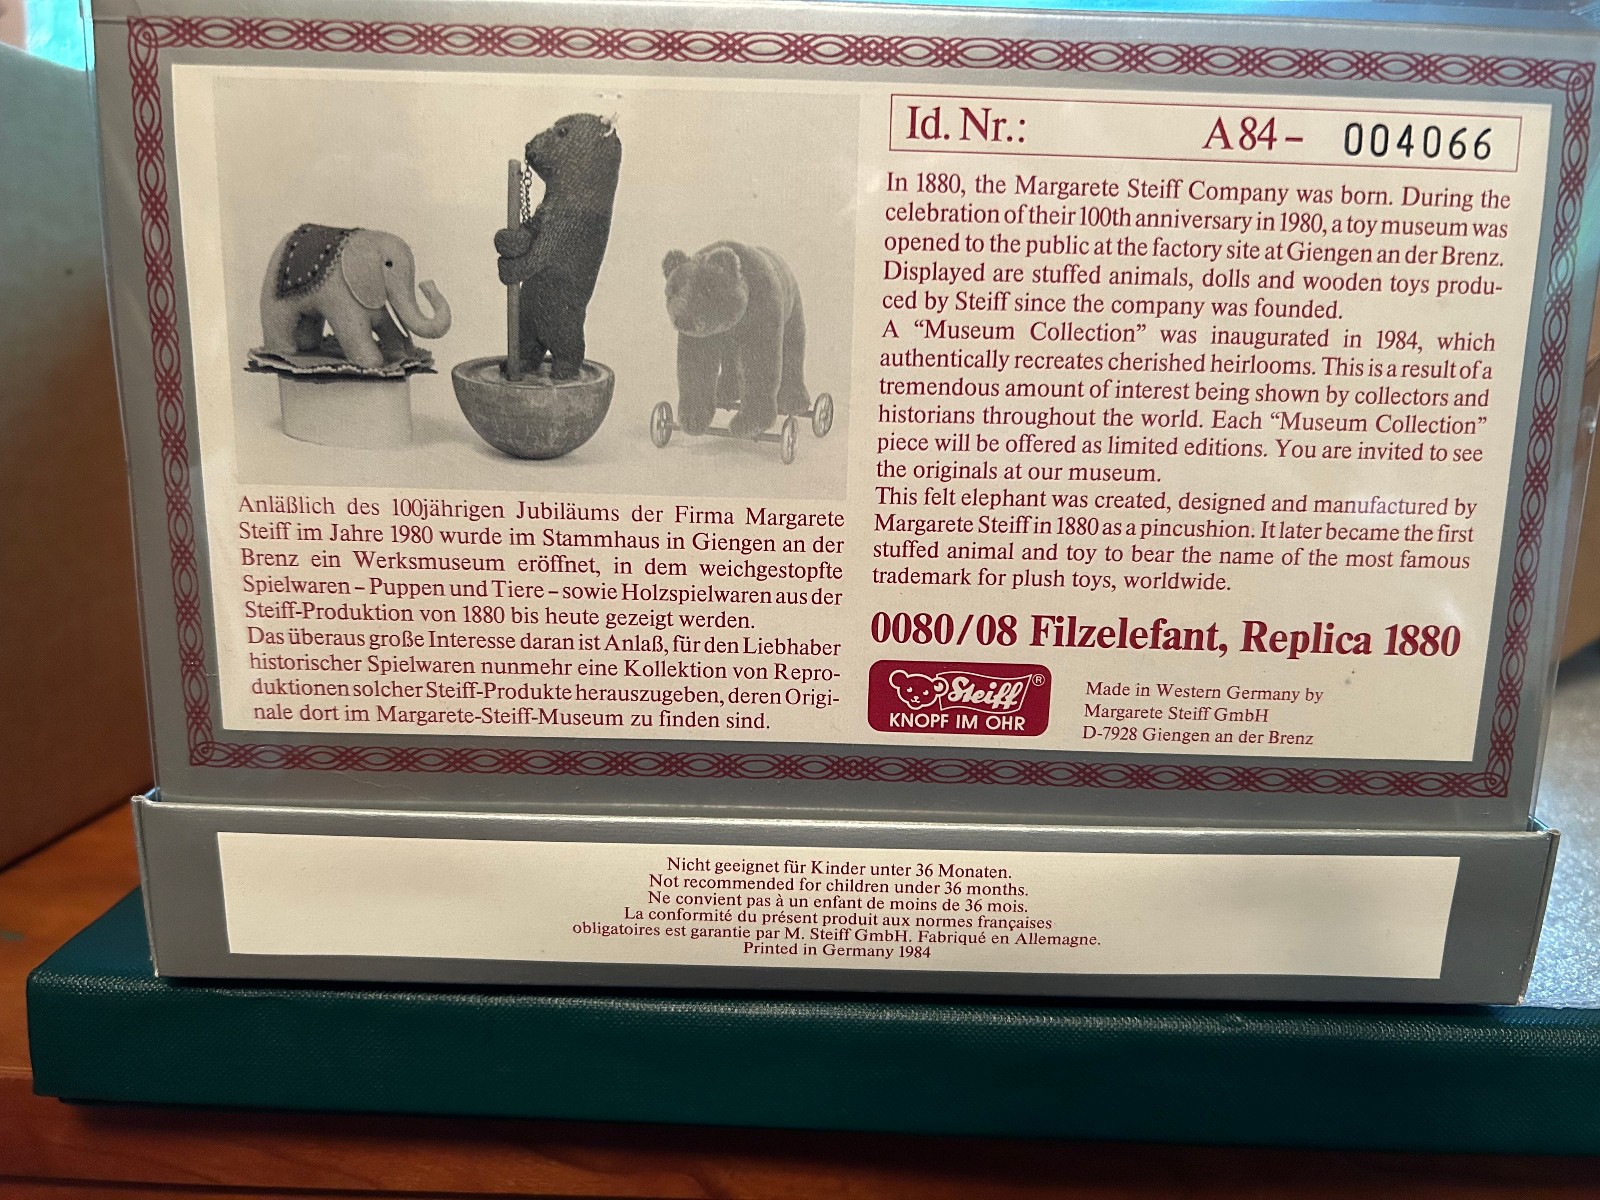 Id. Nr.: A84- 004066
In 1880, the Margarete Steiff Company was born. During the
celebration of their 100th anniversary in 1980, a toy museum was
opened to the public at the factory site at Giengen an der Brenz.
Displayed are stuffed animals, dolls and wooden toys produ-
ced by Steiff since the company was founded.
A “Museum Collection” was inaugurated in 1984, which
authentically recreates cherished heirlooms. This is a result of a
tremendous amount of interest being shown by collectors and
historians throughout the world. Each “Museum Collection”
piece will be offered as limited editions. You are invited to see
the originals at our museum.
This felt elephant was created, designed and manufactured by
Margarete Steiff in 1880 as a pincushion. It later became the first
stuffed animal and toy to bear the name of the most famous
trademark for plush toys, worldwide.
0080/08 Filzelefant, Replica 1880
Steiff®
KNOPF IM OHR
Made in Western Germany by
Margarete Steiff GmbH
D-7928 Giengen an der Brenz
Anläßlich des 100jährigen Jubiläums der Firma Margarete
Steiff im Jahre 1980 wurde im Stammhaus in Giengen an der
Brenz ein Werksmuseum eröffnet, in dem weichgestopfte
Spielwaren – Puppen und Tiere – sowie Holzspielwaren aus der
Steiff-Produktion von 1880 bis heute gezeigt werden.
Das überaus große Interesse daran ist Anlaß, für den Liebhaber
historischer Spielwaren nunmehr eine Kollektion von Repro-
duktionen solcher Steiff-Produkte herauszugeben, deren Origi-
nale dort im Margarete-Steiff-Museum zu finden sind.
Nicht geeignet für Kinder unter 36 Monaten.
Not recommended for children under 36 months.
Ne convient pas à un enfant de moins de 36 mois.
La conformité du présent produit aux normes françaises
obligatoires est garantie par M. Steiff GmbH. Fabriqué en Allemagne.
Printed in Germany 1984